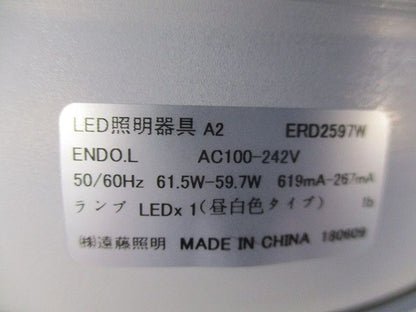 LED照明器具 A2 ERD2597W
ENDO.L AC100-242V
50/60Hz 61.5W-59.7W 619mA-267mA
ランプ LEDx 1(昼白色タイプ) lb
㈱遠藤照明 MADE IN CHINA 180609